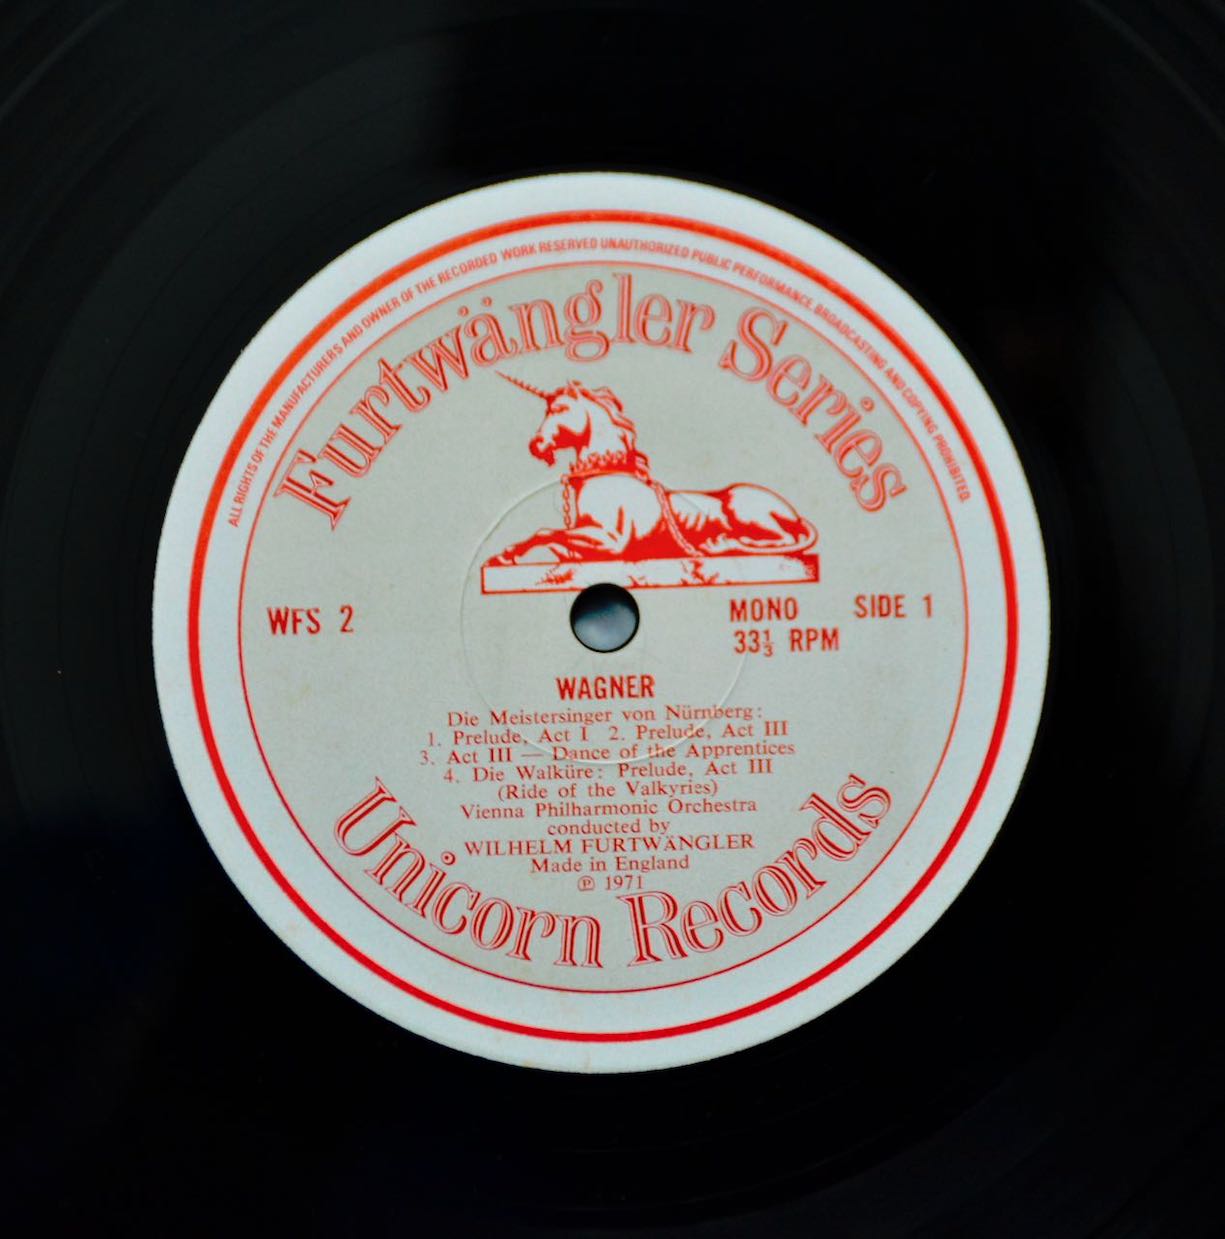 ALL RIGHTS OF THE MANUFACTURERS AND OWNER OF THE RECORDED WORK RESERVED UNAUTHORIZED PUBLIC PERFORMANCE BROADCASTING AND COPYING PROHIBITED
Furtwängler Series
WFS 2
MONO SIDE 1
33⅓ RPM
WAGNER
Die Meistersinger von Nürnberg:
1. Prelude, Act I 2. Prelude, Act III
3. Act III — Dance of the Apprentices
4. Die Walküre: Prelude, Act III
(Ride of the Valkyries)
Vienna Philharmonic Orchestra
conducted by
WILHELM FURTWÄNGLER
Made in England
℗ 1971
Unicorn Records